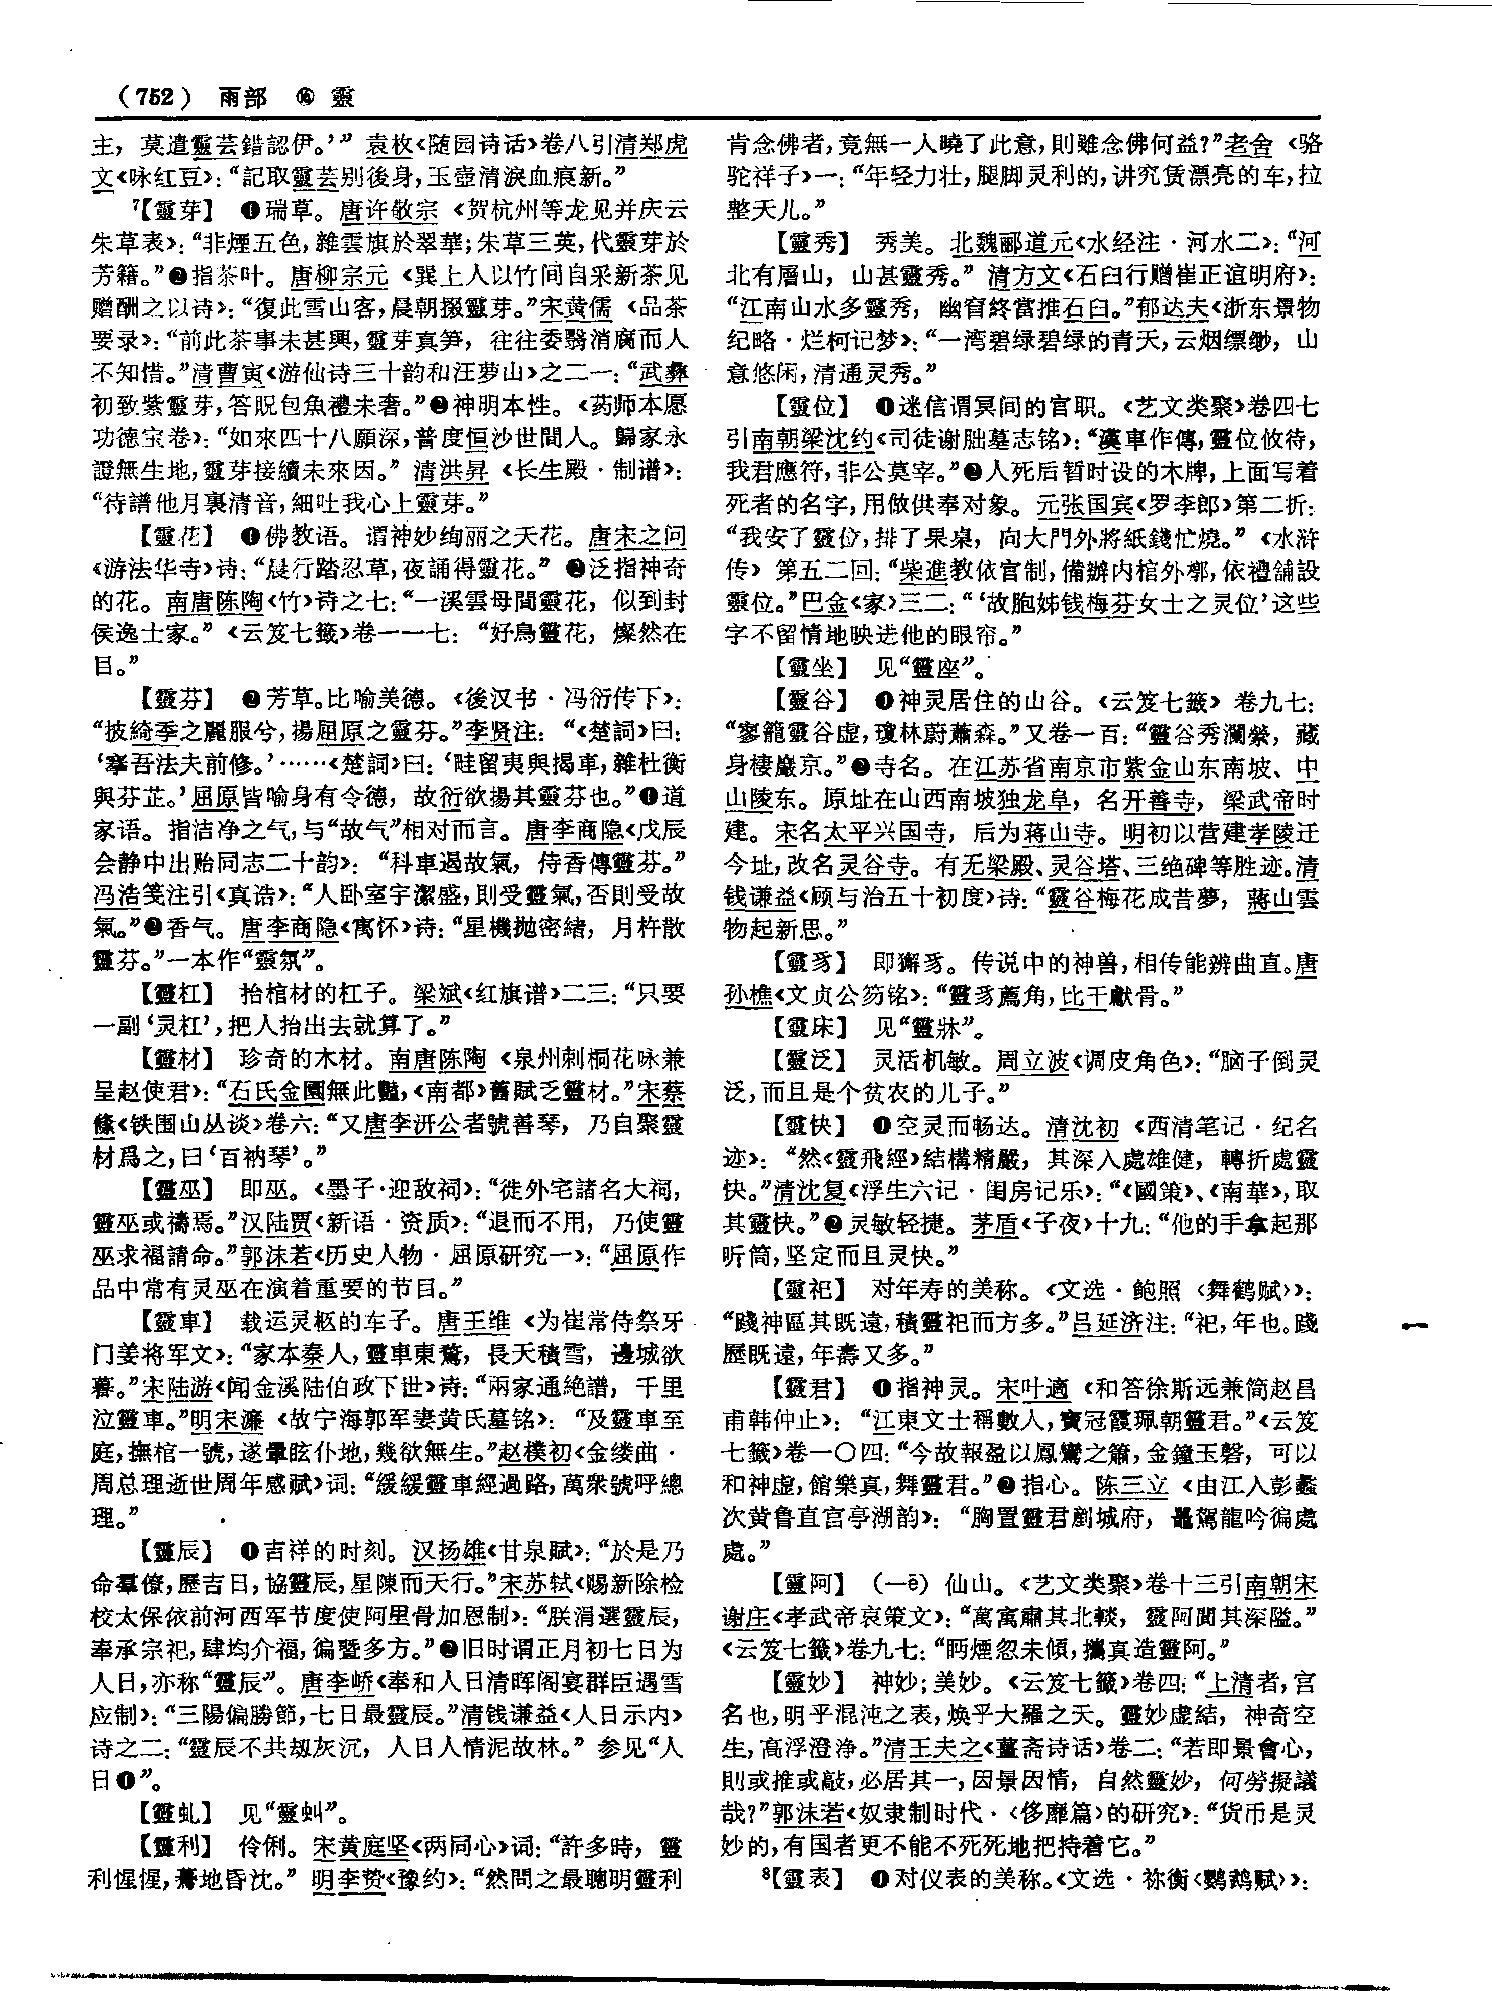 (752) 雨部 ⑯ 靈
主，莫遣靈芸錯認伊。’” 袁枚《随园诗话》卷八引清郑虎
文《咏红豆》：“記取靈芸别後身，玉壺清淚血痕新。”
⁷【靈芽】 ❶瑞草。唐许敬宗《贺杭州等龙见并庆云
朱草表》：“非煙五色，雜雲旗於翠華；朱草三英，代靈芽於
芳籍。”❷指茶叶。唐柳宗元《巽上人以竹间自采新茶见
赠酬之以诗》：“復此雪山客，晨朝掇靈芽。”宋黄儒《品茶
要录》：“前此茶事未甚興，靈芽真笋，往往委翳消腐而人
不知惜。”清曹寅《游仙诗三十韵和汪萝山》之二一：“武彝
初致紫靈芽，答貺包魚禮未奢。”❷神明本性。《药师本愿
功德宝卷》：“如來四十八願深，普度恒沙世間人。歸家永
證無生地，靈芽接續未來因。” 清洪昇《长生殿·制谱》：
“待譜他月裏清音，細吐我心上靈芽。”
【靈花】 ❶佛教语。谓神妙绚丽之天花。唐宋之问
《游法华寺》诗：“晨行踏忍草，夜誦得靈花。” ❷泛指神奇
的花。南唐陈陶《竹》诗之七：“一溪雲母間靈花，似到封
侯逸士家。”《云笈七籤》卷一一七：“好鳥靈花，燦然在
目。”
【靈芬】 ❷芳草。比喻美德。《後汉书·冯衍传下》：
“披綺季之麗服兮，揚屈原之靈芬。”李贤注：“《楚詞》曰：
‘搴吾法夫前修。’……《楚詞》曰：‘畦留夷與揭車，雜杜衡
與芬芷。’屈原皆喻身有令德，故衍欲揚其靈芬也。”❶道
家语。指洁净之气，与“故气”相对而言。唐李商隐《戊辰
会静中出贻同志二十韵》：“科車遏故氣，侍香傳靈芬。”
冯浩笺注引《真诰》：“人卧室宇潔盛，則受靈氣，否則受故
氣。”❷香气。唐李商隐《寓怀》诗：“星機抛密緒，月杵散
靈芬。”一本作“靈氛”。
【靈杠】 抬棺材的杠子。梁斌《红旗谱》二三：“只要
一副‘灵杠’，把人抬出去就算了。”
【靈材】 珍奇的木材。南唐陈陶《泉州刺桐花咏兼
呈赵使君》：“石氏金園無此豔，《南都》舊賦乏靈材。”宋蔡
絛《铁围山丛谈》卷六：“又唐李汧公者號善琴，乃自聚靈
材爲之，曰‘百衲琴’。”
【靈巫】 即巫。《墨子·迎敌祠》：“徙外宅諸名大祠，
靈巫或禱焉。”汉陆贾《新语·资质》：“退而不用，乃使靈
巫求福請命。”郭沫若《历史人物·屈原研究一》：“屈原作
品中常有灵巫在演着重要的节目。”
【靈車】 载运灵柩的车子。唐王维《为崔常侍祭牙
门姜将军文》：“家本秦人，靈車東騖，長天積雪，邊城欲
暮。”宋陆游《闻金溪陆伯政下世》诗：“兩家通絶譜，千里
泣靈車。”明宋濂《故宁海郭军妻黄氏墓铭》：“及靈車至
庭，撫棺一號，遂暈眩仆地，幾欲無生。”赵樸初《金缕曲·
周总理逝世周年感赋》词：“緩緩靈車經過路，萬衆號呼總
理。”
【靈辰】 ❶吉祥的时刻。汉扬雄《甘泉賦》：“於是乃
命羣僚，歷吉日，協靈辰，星陳而天行。”宋苏轼《赐新除检
校太保依前河西军节度使阿里骨加恩制》：“朕涓選靈辰，
奉承宗祀，肆均介福，徧暨多方。”❷旧时谓正月初七日为
人日，亦称“靈辰”。唐李峤《奉和人日清晖阁宴群臣遇雪
应制》：“三陽偏勝節，七日最靈辰。”清钱谦益《人日示内》
诗之二：“靈辰不共刼灰沉，人日人情泥故林。” 参见“人
日❶”。
【靈虬】 见“靈虯”。
【靈利】 伶俐。宋黄庭坚《两同心》词：“許多時，靈
利惺惺，驀地昏沈。” 明李贽《豫约》：“然問之最聰明靈利
肯念佛者，竟無一人曉了此意，則雖念佛何益？”老舍《骆
驼祥子》一：“年轻力壮，腿脚灵利的，讲究赁漂亮的车，拉
整天儿。”
【靈秀】 秀美。北魏郦道元《水经注·河水二》：“河
北有層山，山甚靈秀。” 清方文《石臼行赠崔正谊明府》：
“江南山水多靈秀，幽窅終當推石臼。”郁达夫《浙东景物
纪略·烂柯记梦》：“一湾碧绿碧绿的青天，云烟缥缈，山
意悠闲，清通灵秀。”
【靈位】 ❶迷信谓冥间的官职。《艺文类聚》卷四七
引南朝梁沈约《司徒谢朏墓志铭》：“漢車作傳，靈位攸待，
我君應符，非公莫宰。”❷人死后暂时设的木牌，上面写着
死者的名字，用做供奉对象。元张国宾《罗李郎》第二折：
“我安了靈位，排了果桌，向大門外將紙錢忙燒。”《水浒
传》第五二回：“柴進教依官制，備辦内棺外槨，依禮舖設
靈位。”巴金《家》三二：“‘故胞姊钱梅芬女士之灵位’这些
字不留情地映进他的眼帘。”
【靈坐】 见“靈座”。
【靈谷】 ❶神灵居住的山谷。《云笈七籤》卷九七：
“寥籠靈谷虚，瓊林蔚蕭森。”又卷一百：“靈谷秀瀾縈，藏
身棲巖京。”❷寺名。在江苏省南京市紫金山东南坡、中
山陵东。原址在山西南坡独龙阜，名开善寺，梁武帝时
建。宋名太平兴国寺，后为蒋山寺。明初以营建孝陵迁
今址，改名灵谷寺。有无梁殿、灵谷塔、三绝碑等胜迹。清
钱谦益《顾与治五十初度》诗：“靈谷梅花成昔夢，蔣山雲
物起新思。”
【靈豸】 即獬豸。传说中的神兽，相传能辨曲直。唐
孙樵《文贞公笏铭》：“靈豸薦角，比干獻骨。”
【靈床】 见“靈牀”。
【靈泛】 灵活机敏。周立波《调皮角色》：“脑子倒灵
泛，而且是个贫农的儿子。”
【靈快】 ❶空灵而畅达。清沈初《西清笔记·纪名
迹》：“然《靈飛經》結構精嚴，其深入處雄健，轉折處靈
快。”清沈复《浮生六记·闺房记乐》：“《國策》、《南華》，取
其靈快。”❷灵敏轻捷。茅盾《子夜》十九：“他的手拿起那
听筒，坚定而且灵快。”
【靈祀】 对年寿的美称。《文选·鲍照〈舞鹤赋〉》：
“踐神區其既遠，積靈祀而方多。”吕延济注：“祀，年也。踐
歷既遠，年壽又多。”
【靈君】 ❶指神灵。宋叶適《和答徐斯远兼简赵昌
甫韩仲止》：“江東文士稱數人，寶冠霞珮朝靈君。”《云笈
七籤》卷一〇四：“今故報盈以鳳鸞之簫，金鐘玉磬，可以
和神虚，館樂真，舞靈君。”❷指心。陈三立《由江入彭蠡
次黄鲁直宫亭湖韵》：“胸置靈君剷城府，鼂駕龍吟徧處
處。”
【靈阿】 （一ē）仙山。《艺文类聚》卷十三引南朝宋
谢庄《孝武帝哀策文》：“萬寓肅其北輳，靈阿閟其深隘。”
《云笈七籤》卷九七：“眄煙忽未傾，攜真造靈阿。”
【靈妙】 神妙；美妙。《云笈七籤》卷四：“上清者，宫
名也，明乎混沌之表，焕乎大羅之天。靈妙虚結，神奇空
生，高浮澄净。”清王夫之《薑斋诗话》卷二：“若即景會心，
則或推或敲，必居其一，因景因情，自然靈妙，何勞擬議
哉？”郭沫若《奴隶制时代·〈侈靡篇〉的研究》：“货币是灵
妙的，有国者更不能不死死地把持着它。”
⁸【靈表】 ❶对仪表的美称。《文选·祢衡〈鹦鹉赋〉》：